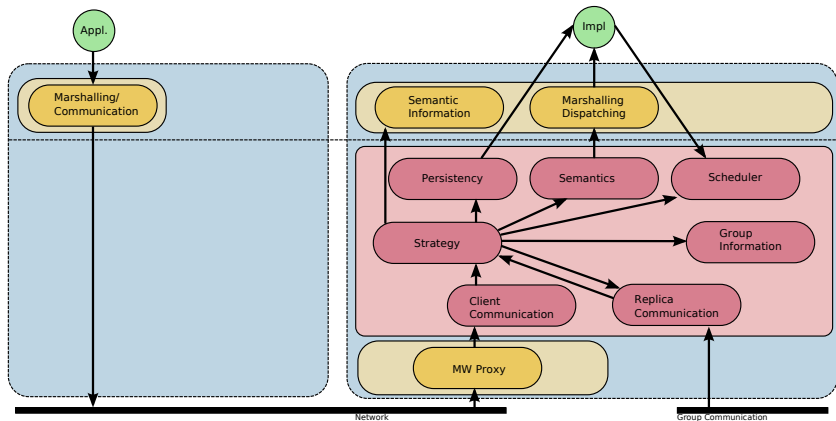 Appl.
Impl
Marshalling/
Communication
Semantic
Information
Marshalling
Dispatching
Persistency
Semantics
Scheduler
Strategy
Group
Information
Client
Communication
Replica
Communication
MW Proxy
Network
Group Communication